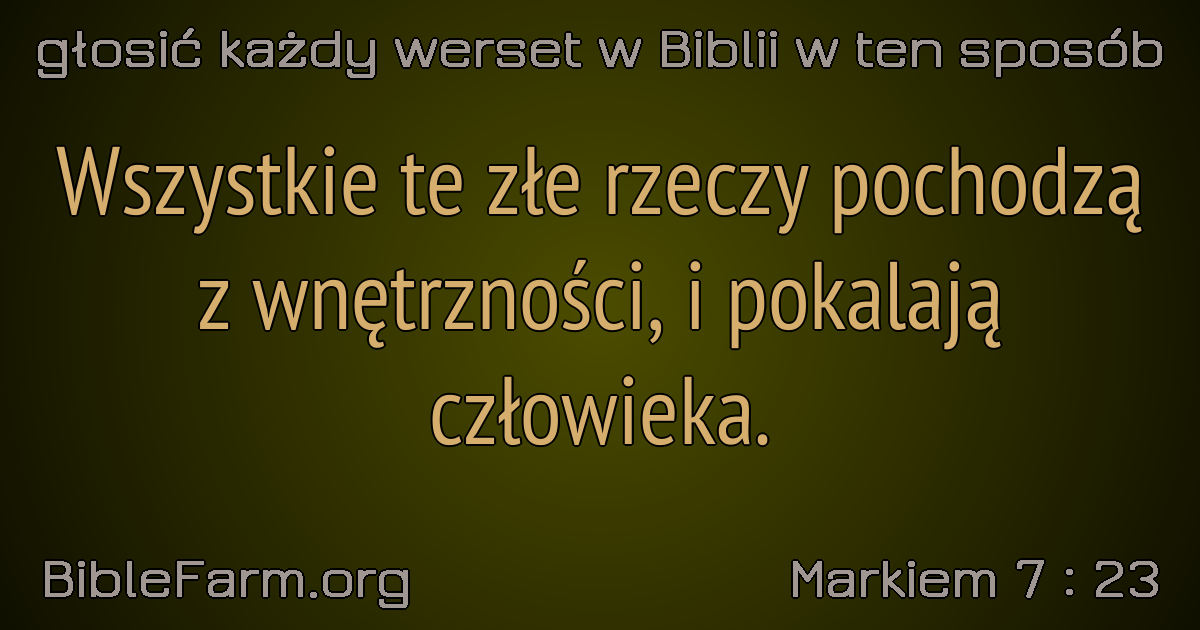 głosić każdy werset w Biblii w ten sposób
Wszystkie te złe rzeczy pochodzą
z wnętrzności, i pokalają
człowieka.
BibleFarm.org
Markiem 7 : 23